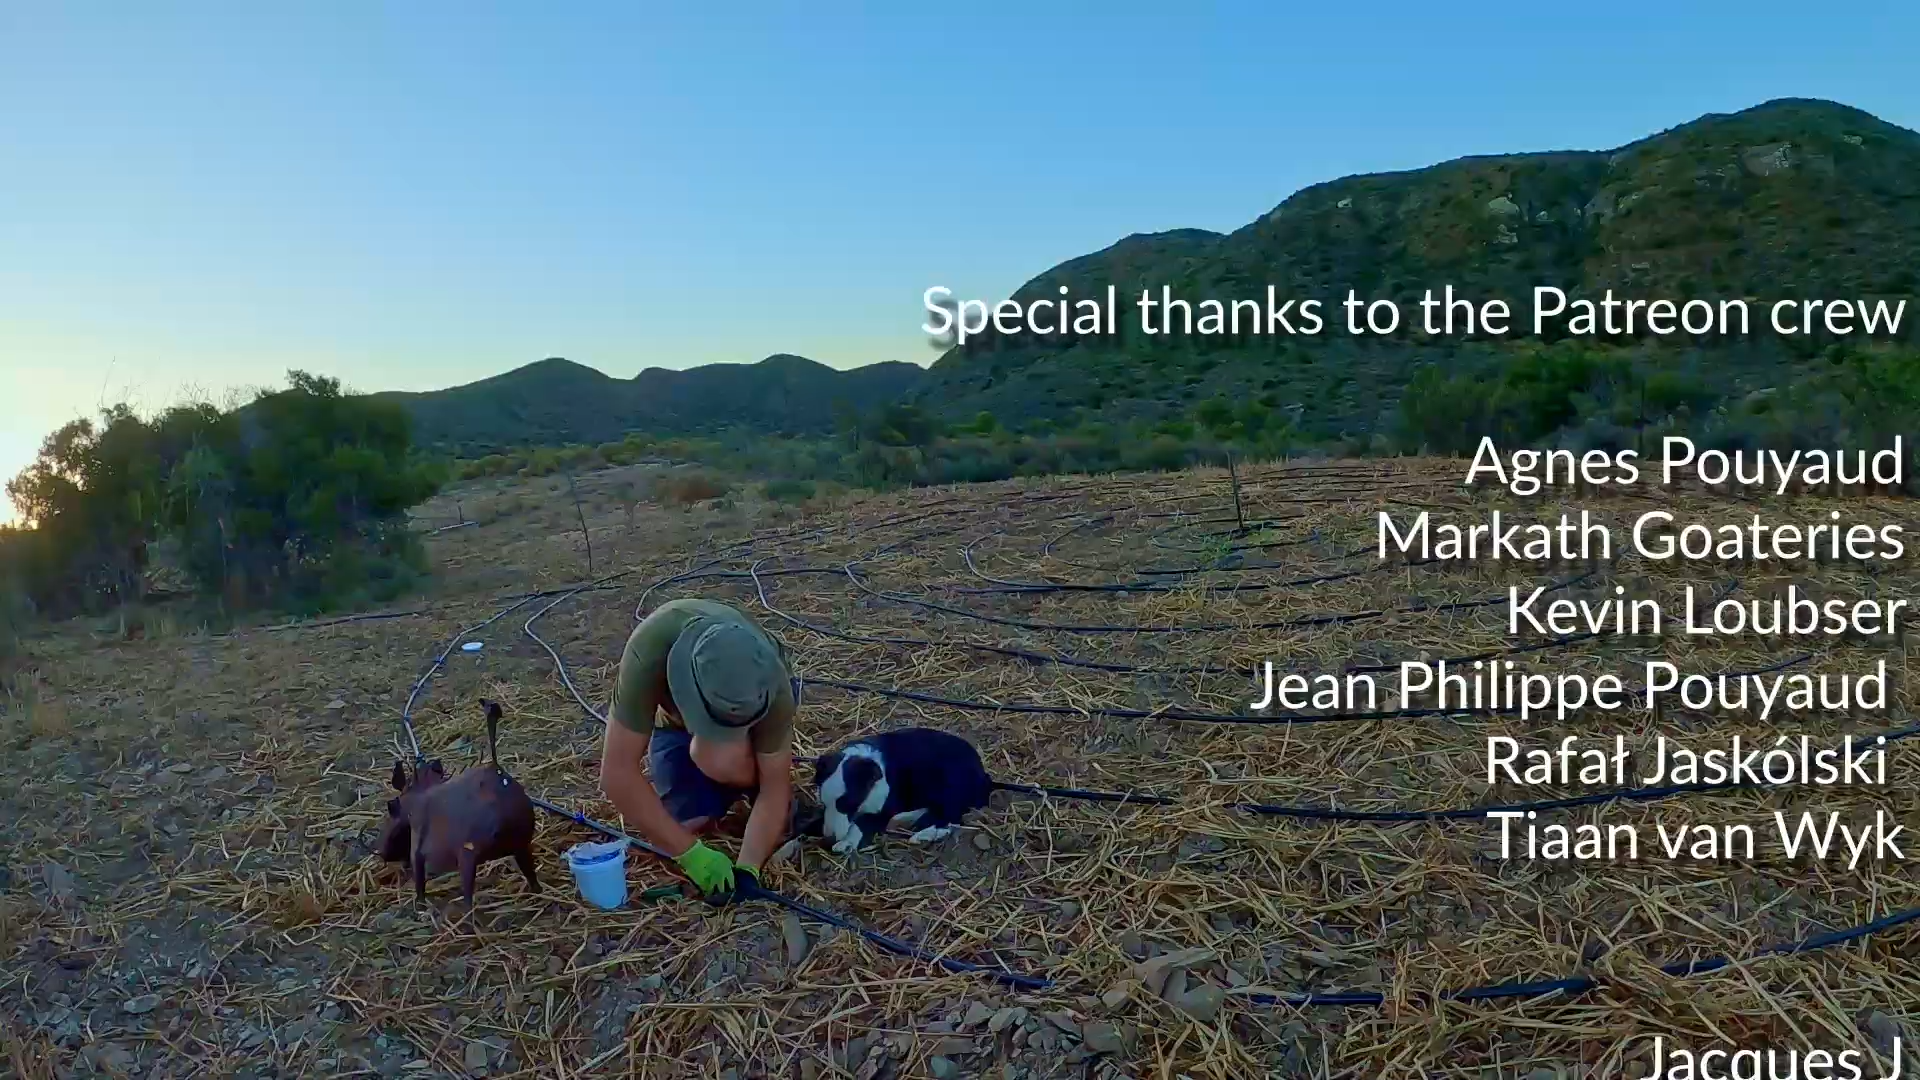 Special thanks to the Patreon crew
Agnes Pouyaud
Markath Goateries
Kevin Loubser
Jean Philippe Pouyaud
Rafał Jaskólski
Tiaan van Wyk
Jacques J